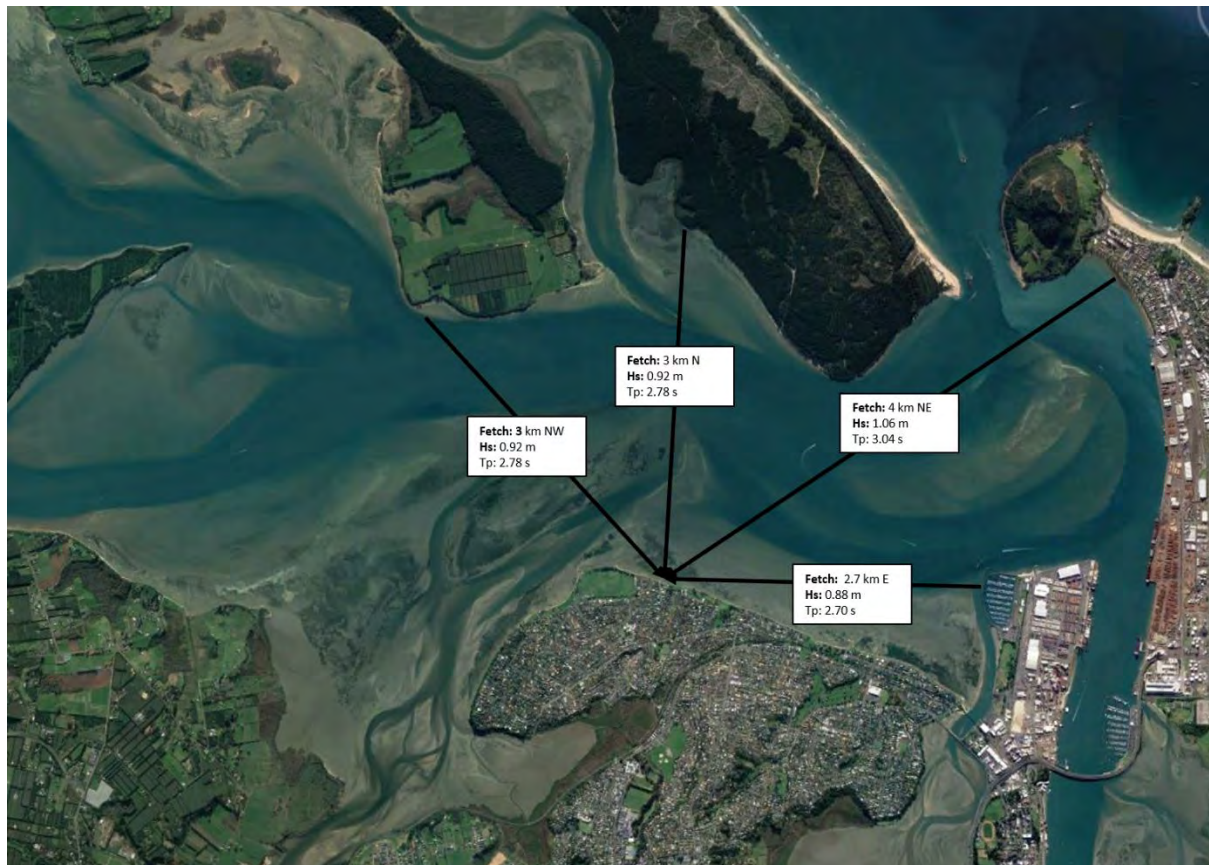 Fetch: 3 km N
Hs: 0.92 m
Tp: 2.78 s
Fetch: 4 km NE
Hs: 1.06 m
Tp: 3.04 s
Fetch: 3 km NW
Hs: 0.92 m
Tp: 2.78 s
Fetch: 2.7 km E
Hs: 0.88 m
Tp: 2.70 s